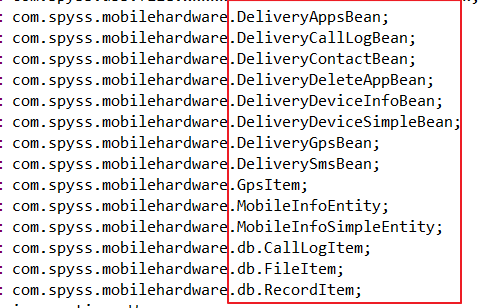 : com.spyss.mobilehardware.DeliveryAppsBean;
: com.spyss.mobilehardware.DeliveryCallLogBean;
: com.spyss.mobilehardware.DeliveryContactBean;
: com.spyss.mobilehardware.DeliveryDeleteAppBean;
: com.spyss.mobilehardware.DeliveryDeviceInfoBean;
: com.spyss.mobilehardware.DeliveryDeviceSimpleBean;
: com.spyss.mobilehardware.DeliveryGpsBean;
: com.spyss.mobilehardware.DeliverySmsBean;
: com.spyss.mobilehardware.GpsItem;
: com.spyss.mobilehardware.MobileInfoEntity;
: com.spyss.mobilehardware.MobileInfoSimpleEntity;
: com.spyss.mobilehardware.db.CallLogItem;
: com.spyss.mobilehardware.db.FileItem;
: com.spyss.mobilehardware.db.RecordItem;